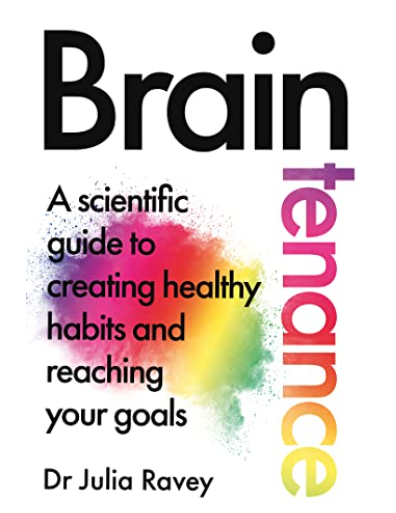 Brain
tenance
A scientific
guide to
creating healthy
habits and
reaching
your goals
Dr Julia Ravey